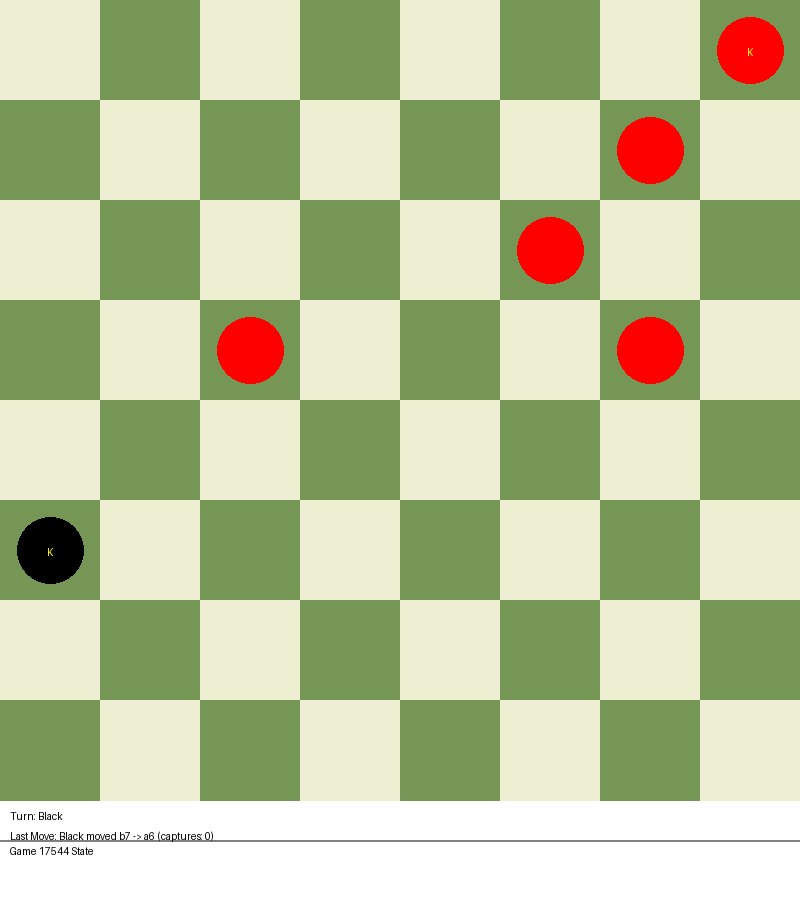 K
K
Turn: Black
Last Move: Black moved b7 -> a6 (captures: 0)
Game 17544 State